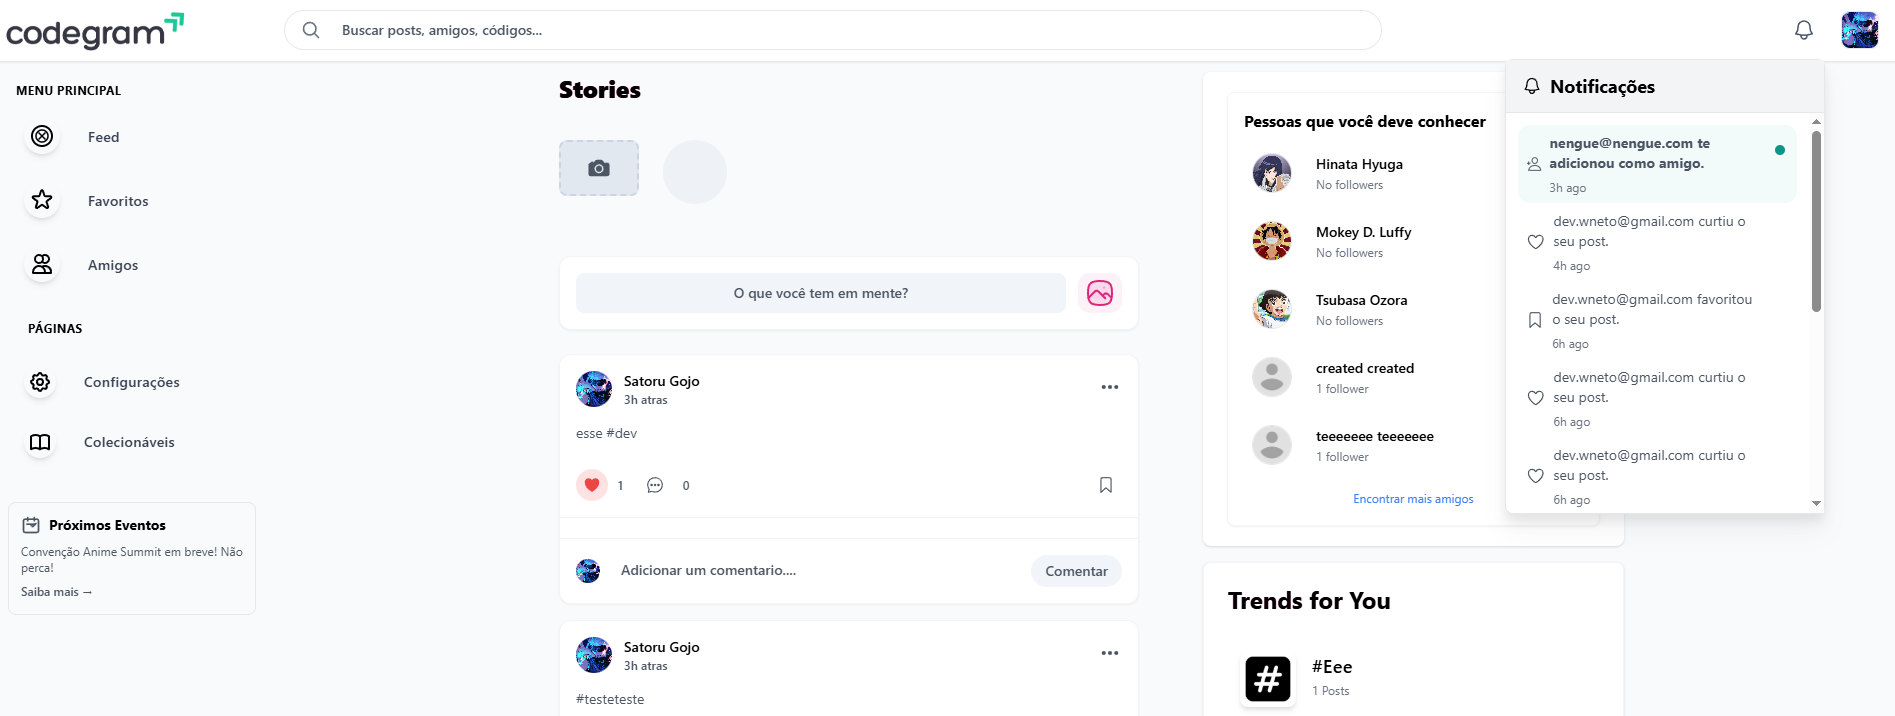 codegram
Buscar posts, amigos, códigos...
MENU PRINCIPAL
Feed
Favoritos
Amigos
PÁGINAS
Configurações
Colecionáveis
Próximos Eventos
Convenção Anime Summit em breve! Não
perca!
Saiba mais →
Stories
O que você tem em mente?
Satoru Gojo
3h atras
esse #dev
1
0
Adicionar um comentario....
Comentar
Satoru Gojo
3h atras
#testeteste
Pessoas que você deve conhecer
Hinata Hyuga
No followers
Mokey D. Luffy
No followers
Tsubasa Ozora
No followers
created created
1 follower
teeeeeee teeeeeee
1 follower
Encontrar mais amigos
Trends for You
#
#Eee
1 Posts
Notificações
nengue@nengue.com te
adicionou como amigo.
3h ago
dev.wneto@gmail.com curtiu o
seu post.
4h ago
dev.wneto@gmail.com favoritou
o seu post.
6h ago
dev.wneto@gmail.com curtiu o
seu post.
6h ago
dev.wneto@gmail.com curtiu o
seu post.
6h ago